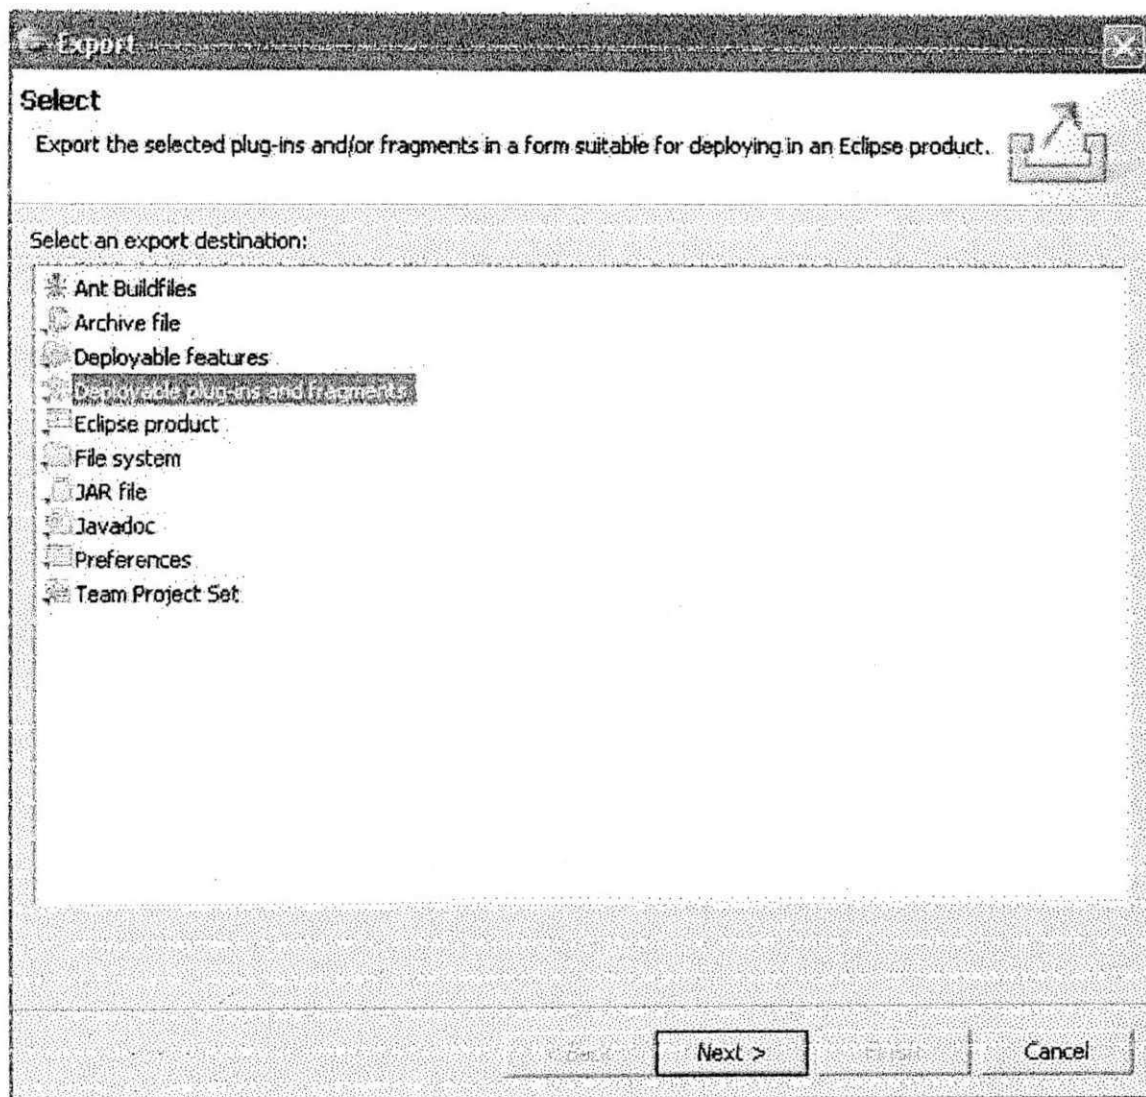 Export
Select
Export the selected plug-ins and/or fragments in a form suitable for deploying in an Eclipse product.
Select an export destination:
Ant Buildfiles
Archive file
Deployable features
Deployable plug-ins and fragments
Eclipse product
File system
JAR file
Javadoc
Preferences
Team Project Set
Next >
Cancel